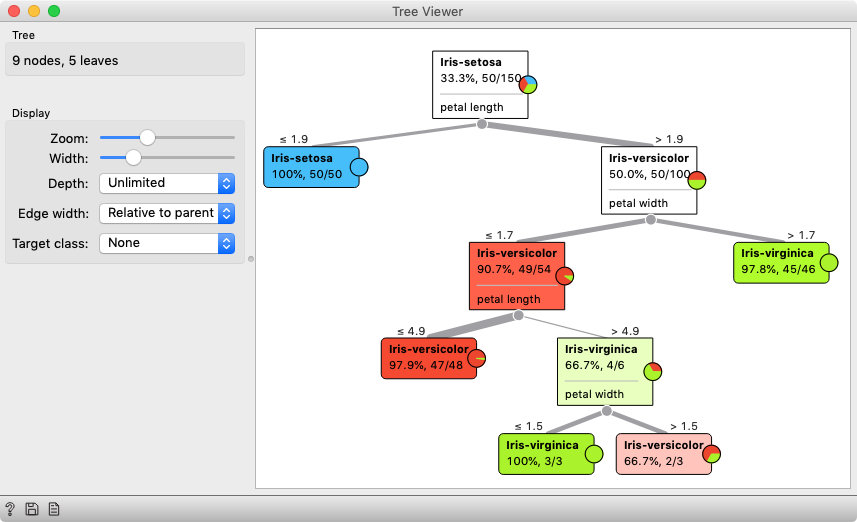 Tree Viewer
Tree
9 nodes, 5 leaves
Display
Zoom:
Width:
Depth: Unlimited
Edge width: Relative to parent
Target class: None
Iris-setosa
33.3%, 50/150
petal length
≤ 1.9
> 1.9
Iris-setosa
100%, 50/50
Iris-versicolor
50.0%, 50/100
petal width
≤ 1.7
> 1.7
Iris-versicolor
90.7%, 49/54
petal length
Iris-virginica
97.8%, 45/46
≤ 4.9
> 4.9
Iris-versicolor
97.9%, 47/48
Iris-virginica
66.7%, 4/6
petal width
≤ 1.5
> 1.5
Iris-virginica
100%, 3/3
Iris-versicolor
66.7%, 2/3
?